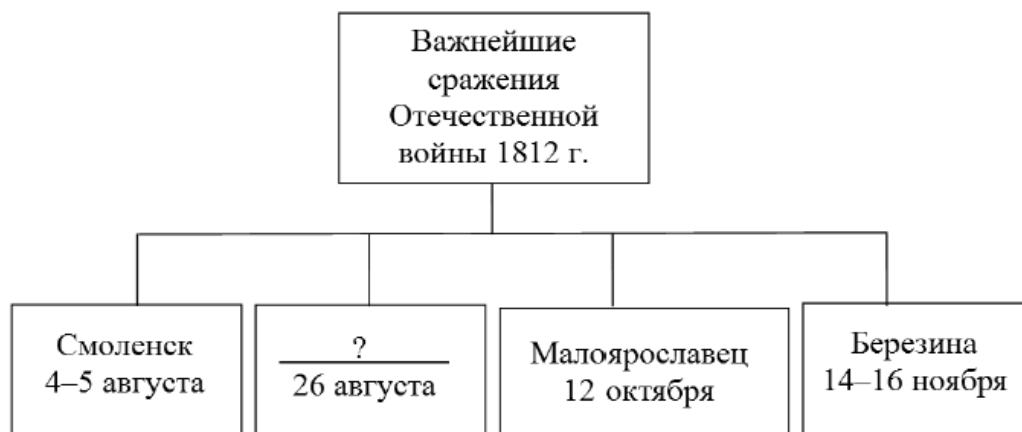 Важнейшие
сражения
Отечественной
войны 1812 г.
Смоленск
4–5 августа
?
26 августа
Малоярославец
12 октября
Березина
14–16 ноября